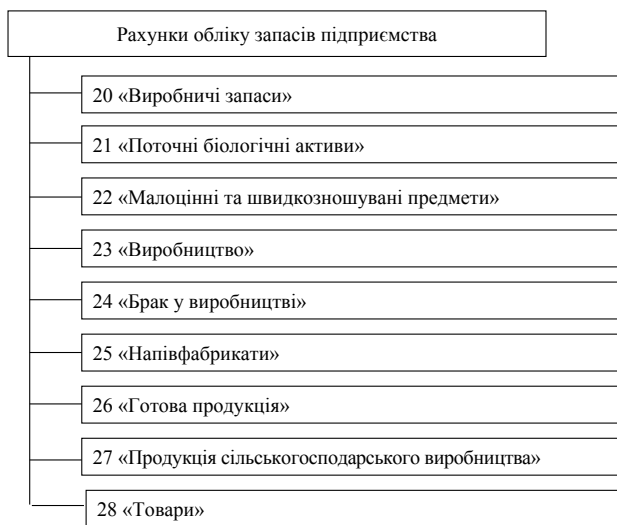 Рахунки обліку запасів підприємства
20 «Виробничі запаси»
21 «Поточні біологічні активи»
22 «Малоцінні та швидкозношувані предмети»
23 «Виробництво»
24 «Брак у виробництві»
25 «Напівфабрикати»
26 «Готова продукція»
27 «Продукція сільськогосподарського виробництва»
28 «Товари»